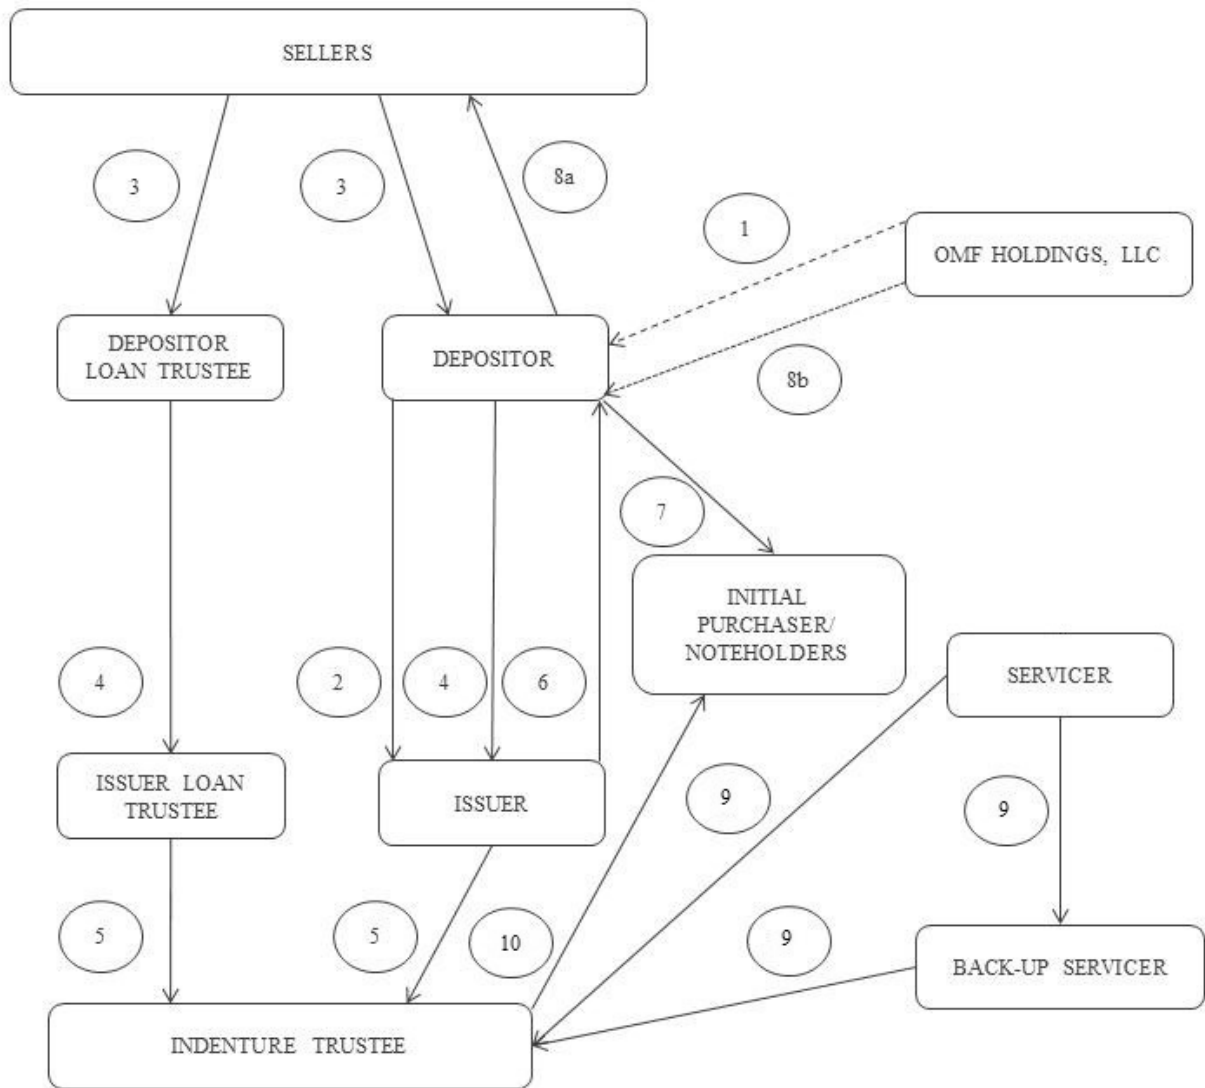 SELLERS
3
3
8a
1
OMF HOLDINGS, LLC
DEPOSITOR
LOAN TRUSTEE
DEPOSITOR
8b
7
INITIAL
PURCHASER/
NOTEHOLDERS
4
2
4
6
SERVICER
ISSUER LOAN
TRUSTEE
ISSUER
9
9
5
5
10
9
BACK-UP SERVICER
INDENTURE TRUSTEE